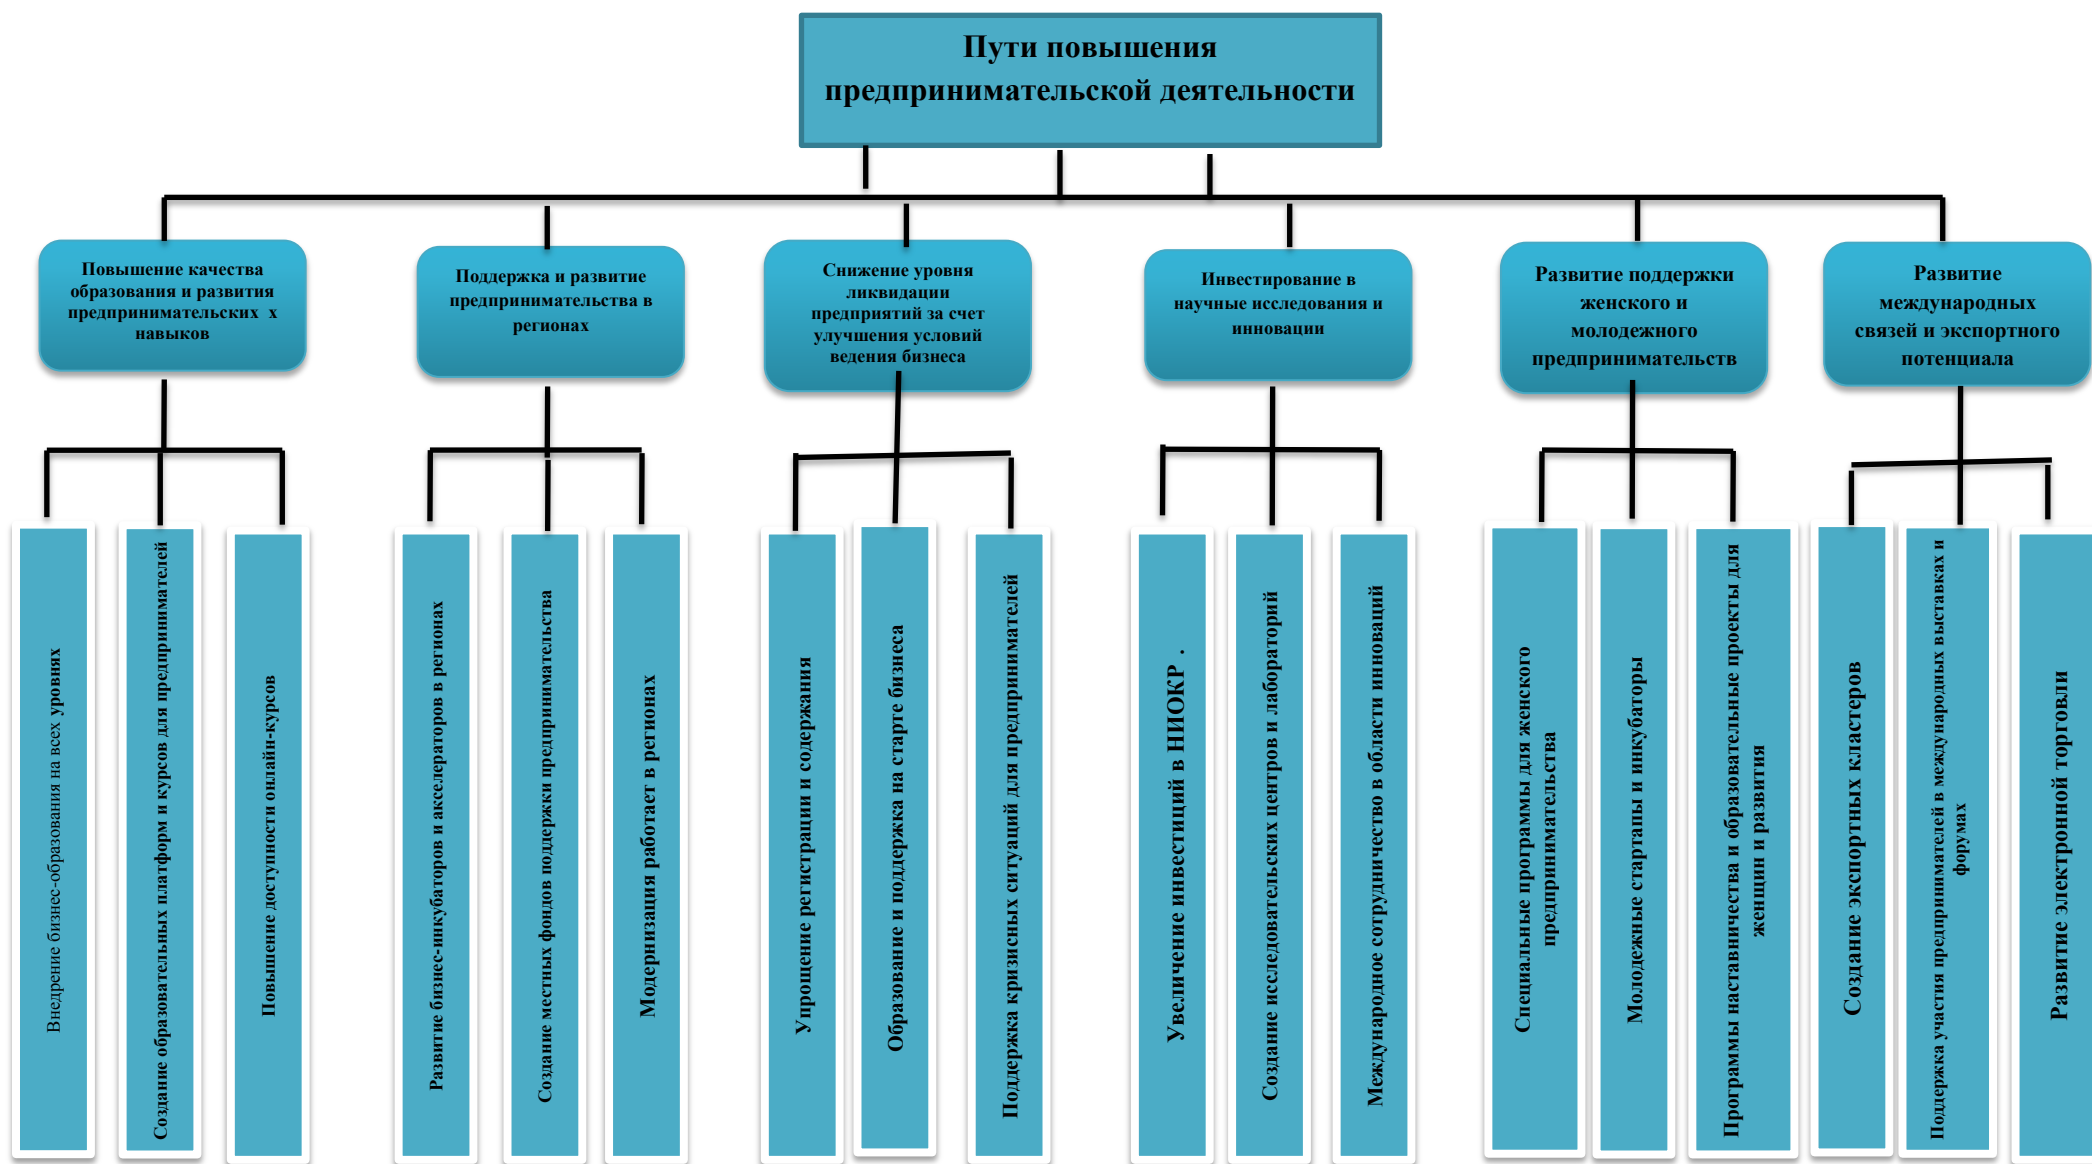 Пути повышения
предпринимательской деятельности
Повышение качества
образования и развития
предпринимательских х
навыков
Поддержка и развитие
предпринимательства в
регионах
Снижение уровня
ликвидации
предприятий за счет
улучшения условий
ведения бизнеса
Инвестирование в
научные исследования и
инновации
Развитие поддержки
женского и
молодежного
предпринимательств
Развитие
международных
связей и экспортного
потенциала
Внедрение бизнес-образования на всех уровнях
Создание образовательных платформ и курсов для предпринимателей
Повышение доступности онлайн-курсов
Развитие бизнес-инкубаторов и акселераторов в регионах
Создание местных фондов поддержки предпринимательства
Модернизация работает в регионах
Упрощение регистрации и содержания
Образование и поддержка на старте бизнеса
Поддержка кризисных ситуаций для предпринимателей
Увеличение инвестиций в НИОКР .
Создание исследовательских центров и лабораторий
Международное сотрудничество в области инноваций
Специальные программы для женского
предпринимательства
Молодежные стартапы и инкубаторы
Программы наставничества и образовательные проекты для
женщин и развития
Создание экспортных кластеров
Поддержка участия предпринимателей в международных выставках и
форумах
Развитие электронной торговли